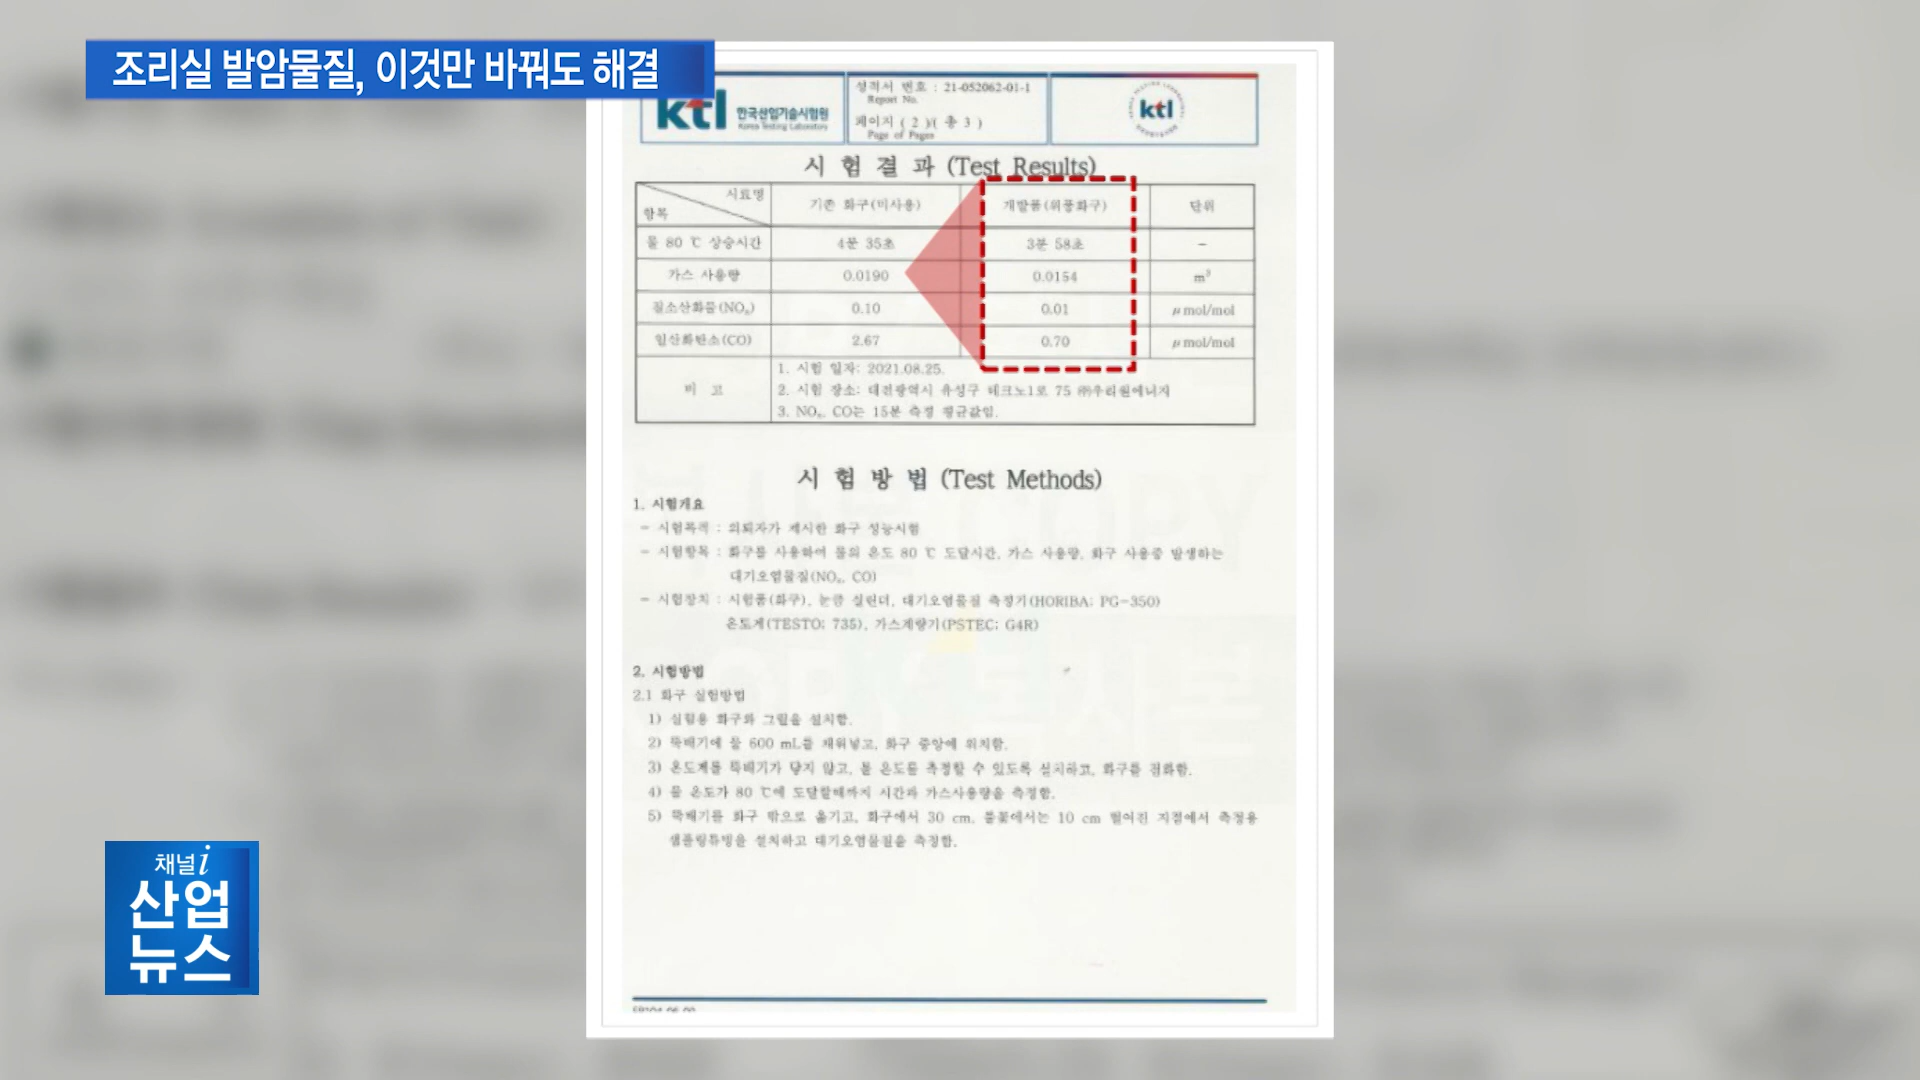 조리실 발암물질, 이것만 바꿔도 해결
ktl 한국산업기술시험원
Korea Testing Laboratory
성적서 번호 : 21-052062-01-1
Report No.
페이지 ( 2 )/( 총 3 )
Page of Pages
ktl
시 험 결 과 (Test Results)
시료명
항목
기존 화구(미사용)
개발품(위풍화구)
단위
물 80 ℃ 상승시간
4분 35초
3분 58초
-
가스 사용량
0.0190
0.0154
m³
질소산화물(NOx)
0.10
0.01
μmol/mol
일산화탄소(CO)
2.67
0.70
μmol/mol
비 고
1. 시험 일자: 2021.08.25.
2. 시험 장소: 대전광역시 유성구 테크노1로 75 ㈜우리원에너지
3. NOx, CO는 15분 측정 평균값임.
시 험 방 법 (Test Methods)
1. 시험개요
- 시험목적 : 의뢰자가 제시한 화구 성능시험
- 시험항목 : 화구를 사용하여 물의 온도 80 ℃ 도달시간, 가스 사용량, 화구 사용중 발생하는
대기오염물질(NOx, CO)
- 시험장치 : 시험품(화구), 눈금 실린더, 대기오염물질 측정기(HORIBA; PG-350)
온도계(TESTO; 735), 가스계량기(PSTEC; G4R)
2. 시험방법
2.1 화구 실험방법
1) 실험용 화구와 그릴을 설치함.
2) 뚝배기에 물 600 mL를 채워넣고, 화구 중앙에 위치함.
3) 온도계를 뚝배기가 닿지 않고, 물 온도를 측정할 수 있도록 설치하고, 화구를 점화함.
4) 물 온도가 80 ℃에 도달할때까지 시간과 가스사용량을 측정함.
5) 뚝배기를 화구 밖으로 옮기고, 화구에서 30 cm, 불꽃에서는 10 cm 떨어진 지점에서 측정용
샘플링튜빙을 설치하고 대기오염물질을 측정함.
채널i
산업
뉴스